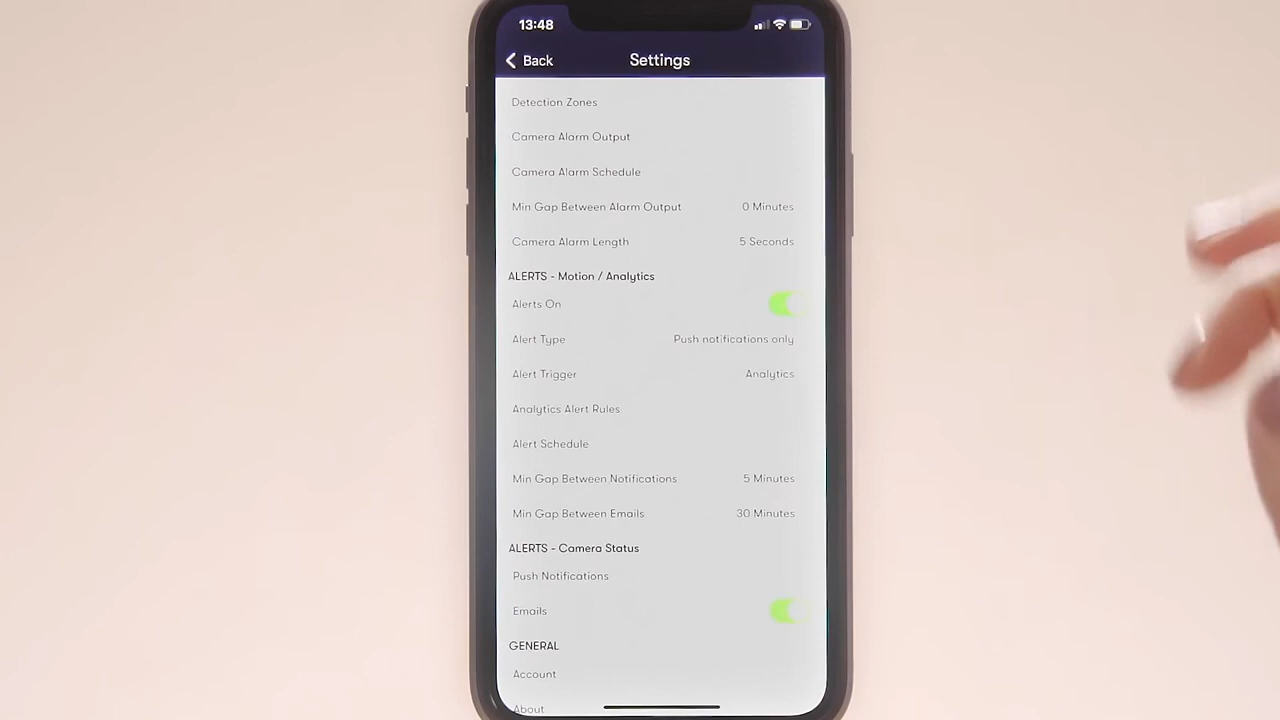 13:48
Back
Settings
Detection Zones
Camera Alarm Output
Camera Alarm Schedule
Min Gap Between Alarm Output 0 Minutes
Camera Alarm Length 5 Seconds
ALERTS - Motion / Analytics
Alerts On
Alert Type Push notifications only
Alert Trigger Analytics
Analytics Alert Rules
Alert Schedule
Min Gap Between Notifications 5 Minutes
Min Gap Between Emails 30 Minutes
ALERTS - Camera Status
Push Notifications
Emails
GENERAL
Account
About